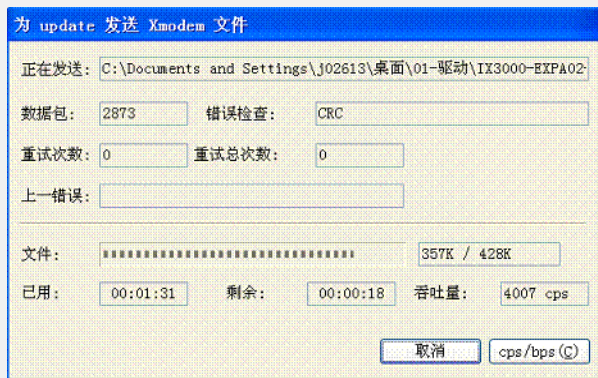 为 update 发送 Xmodem 文件
正在发送: C:\Documents and Settings\j02613\桌面\01-驱动\IX3000-EXPA02-
数据包: 2873 错误检查: CRC
重试次数: 0 重试总次数: 0
上一错误:
文件: 357K / 428K
已用: 00:01:31 剩余: 00:00:18 吞吐量: 4007 cps
取消 cps/bps(C)